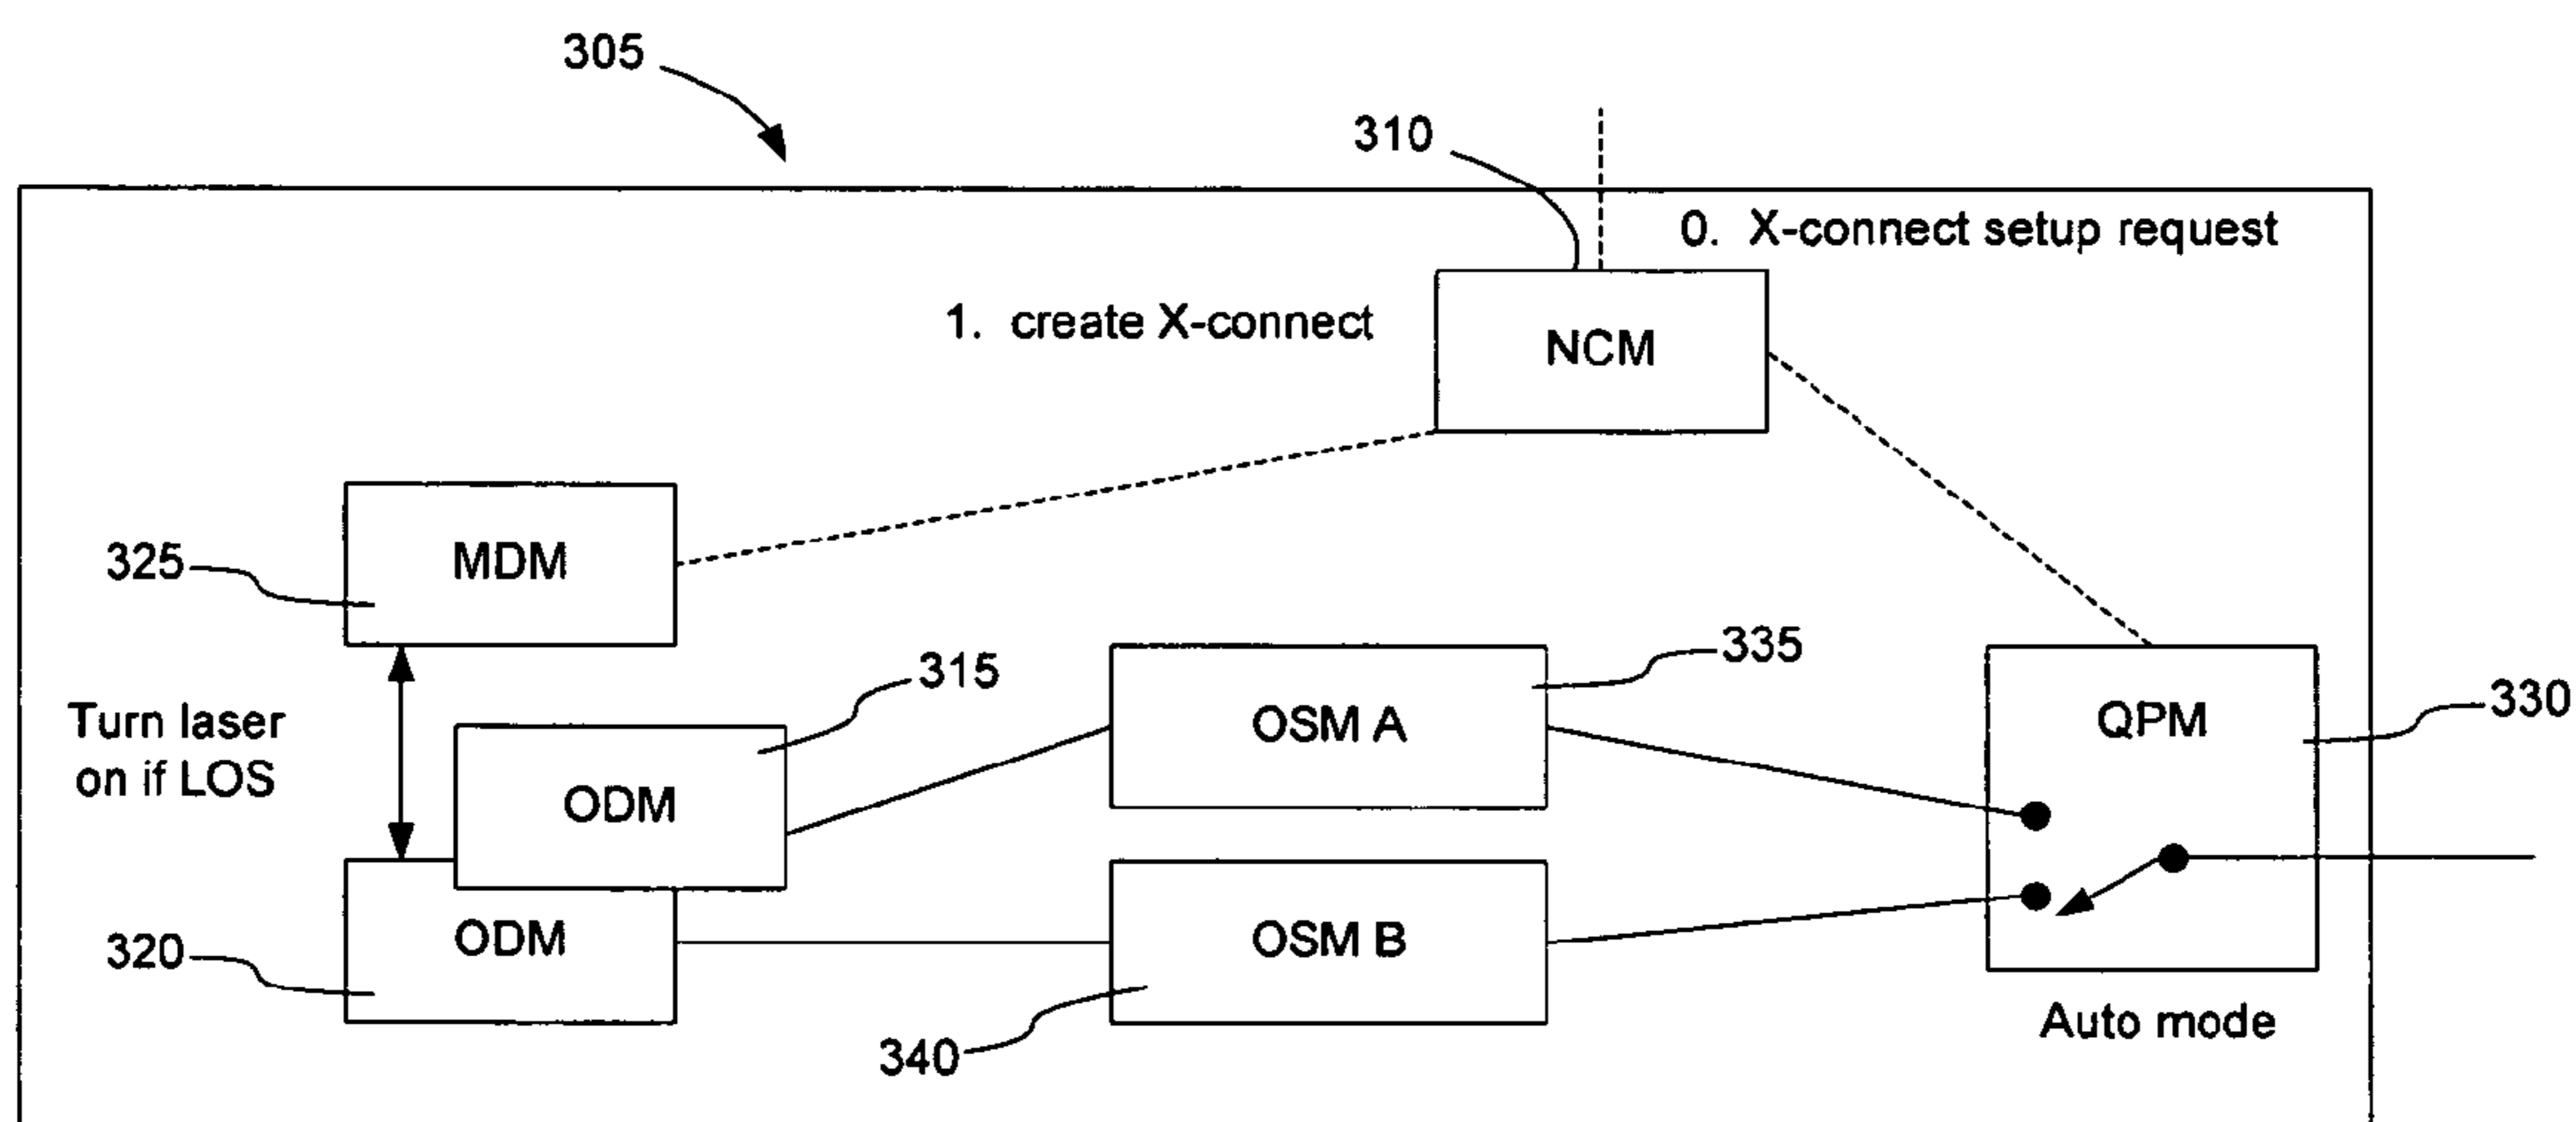 305
310
0. X-connect setup request
1. create X-connect
NCM
325
MDM
315
335
330
Turn laser
on if LOS
ODM
OSM A
QPM
320
ODM
OSM B
340
Auto mode